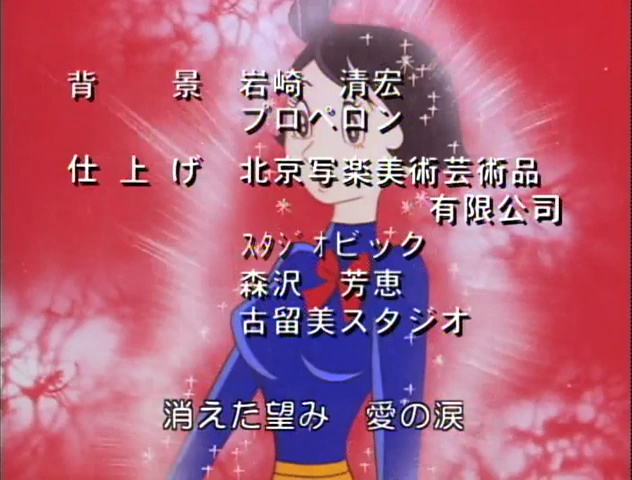 背　景　岩崎　清宏
プロペロン
仕上げ　北京写楽美術芸術品
有限公司
ｽﾀｼﾞオビック
森沢　芳恵
古留美スタジオ
消えた望み　愛の涙